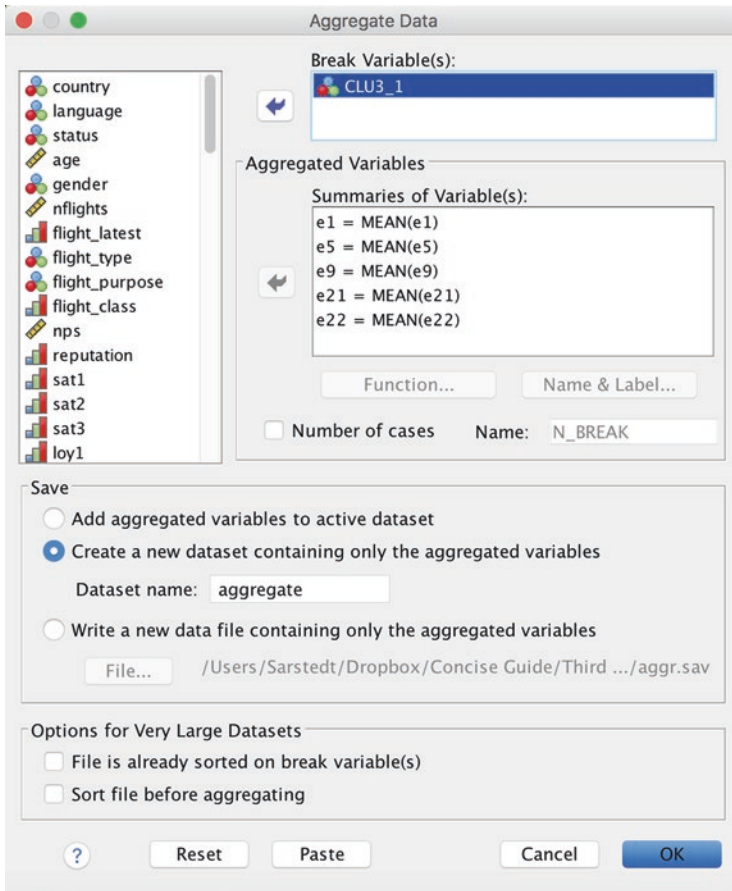 Aggregate Data
country
language
status
age
gender
nflights
flight_latest
flight_type
flight_purpose
flight_class
nps
reputation
sat1
sat2
sat3
loy1
Break Variable(s):
CLU3_1
Aggregated Variables
Summaries of Variable(s):
e1 = MEAN(e1)
e5 = MEAN(e5)
e9 = MEAN(e9)
e21 = MEAN(e21)
e22 = MEAN(e22)
Function... Name & Label...
Number of cases Name: N_BREAK
Save
Add aggregated variables to active dataset
Create a new dataset containing only the aggregated variables
Dataset name: aggregate
Write a new data file containing only the aggregated variables
File... /Users/Sarstedt/Dropbox/Concise Guide/Third .../aggr.sav
Options for Very Large Datasets
File is already sorted on break variable(s)
Sort file before aggregating
? Reset Paste Cancel OK